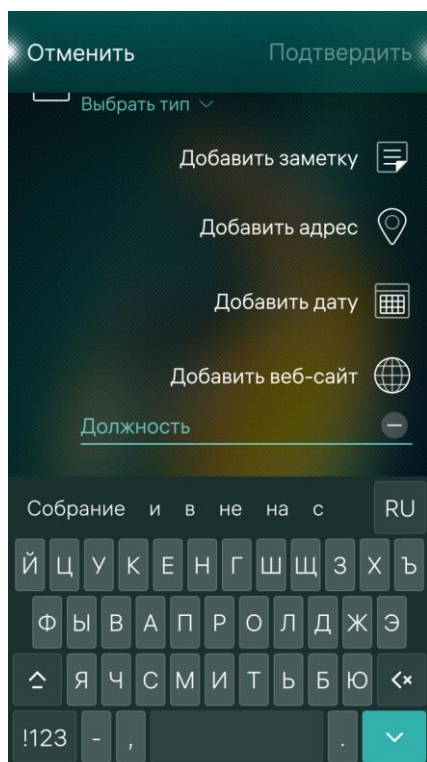 Отменить Подтвердить
Выбрать тип
Добавить заметку
Добавить адрес
Добавить дату
Добавить веб-сайт
Должность
Собрание и в не на с RU
Й Ц У К Е Н Г Ш Щ З Х Ъ
Ф Ы В А П Р О Л Д Ж Э
Я Ч С М И Т Ь Б Ю
!123 - , .